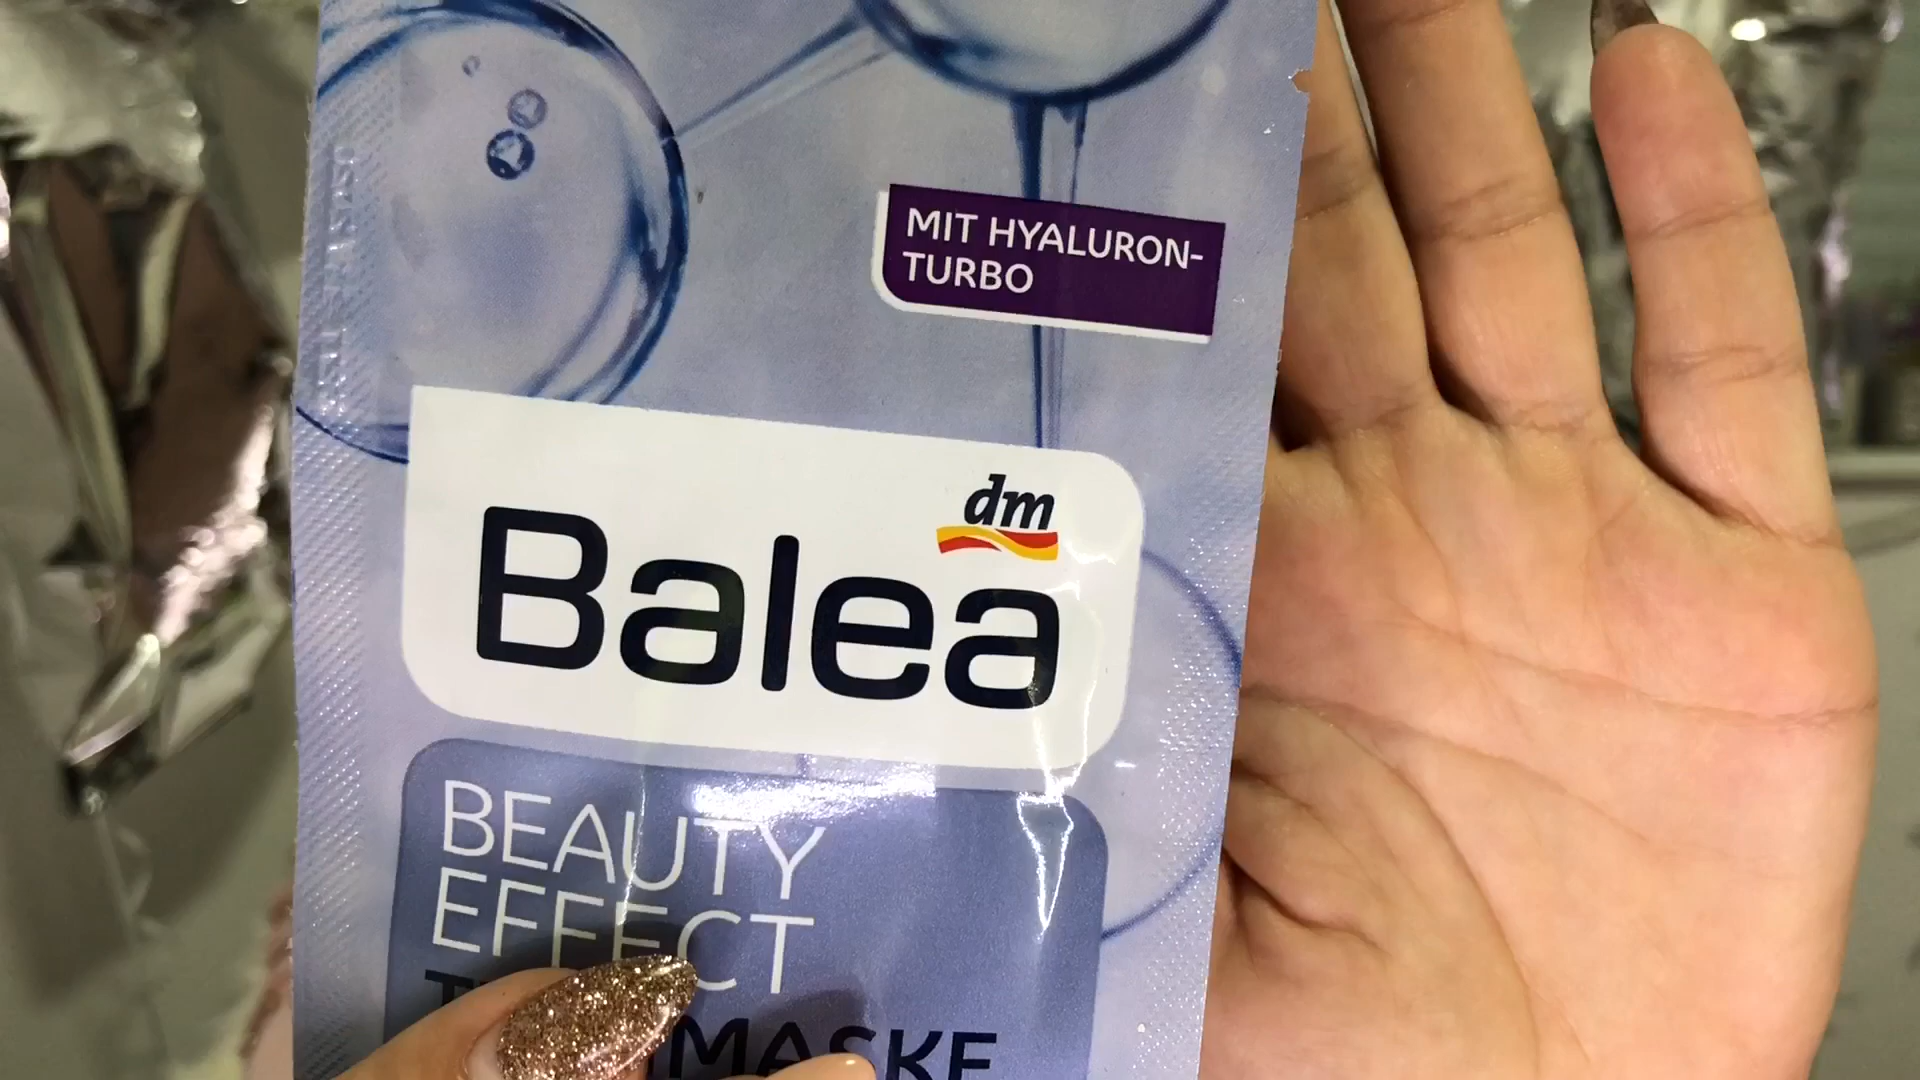 MIT HYALURON-
TURBO
dm
Balea
BEAUTY
EFFECT